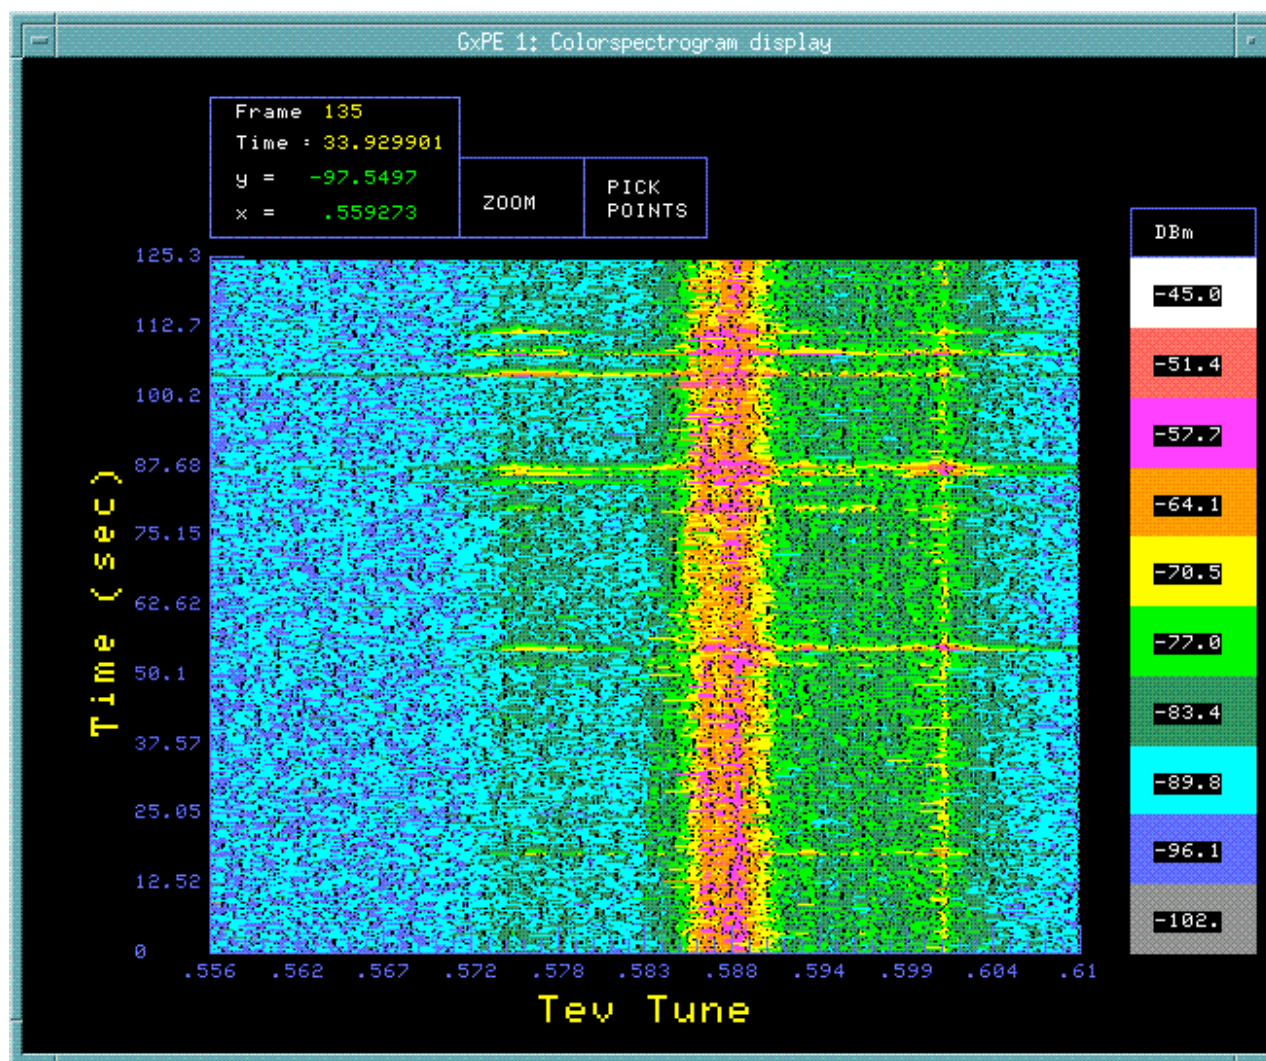 GxPE 1: Colorspectrogram display
Frame 135
Time : 33.929901
y = -97.5497
x = .559273
ZOOM
PICK
POINTS
DBm
-45.0
-51.4
-57.7
-64.1
-70.5
-77.0
-83.4
-89.8
-96.1
-102.
125.3
112.7
100.2
87.68
75.15
62.62
50.1
37.57
25.05
12.52
0
Time (sec)
.556 .562 .567 .572 .578 .583 .588 .594 .599 .604 .61
Tev Tune